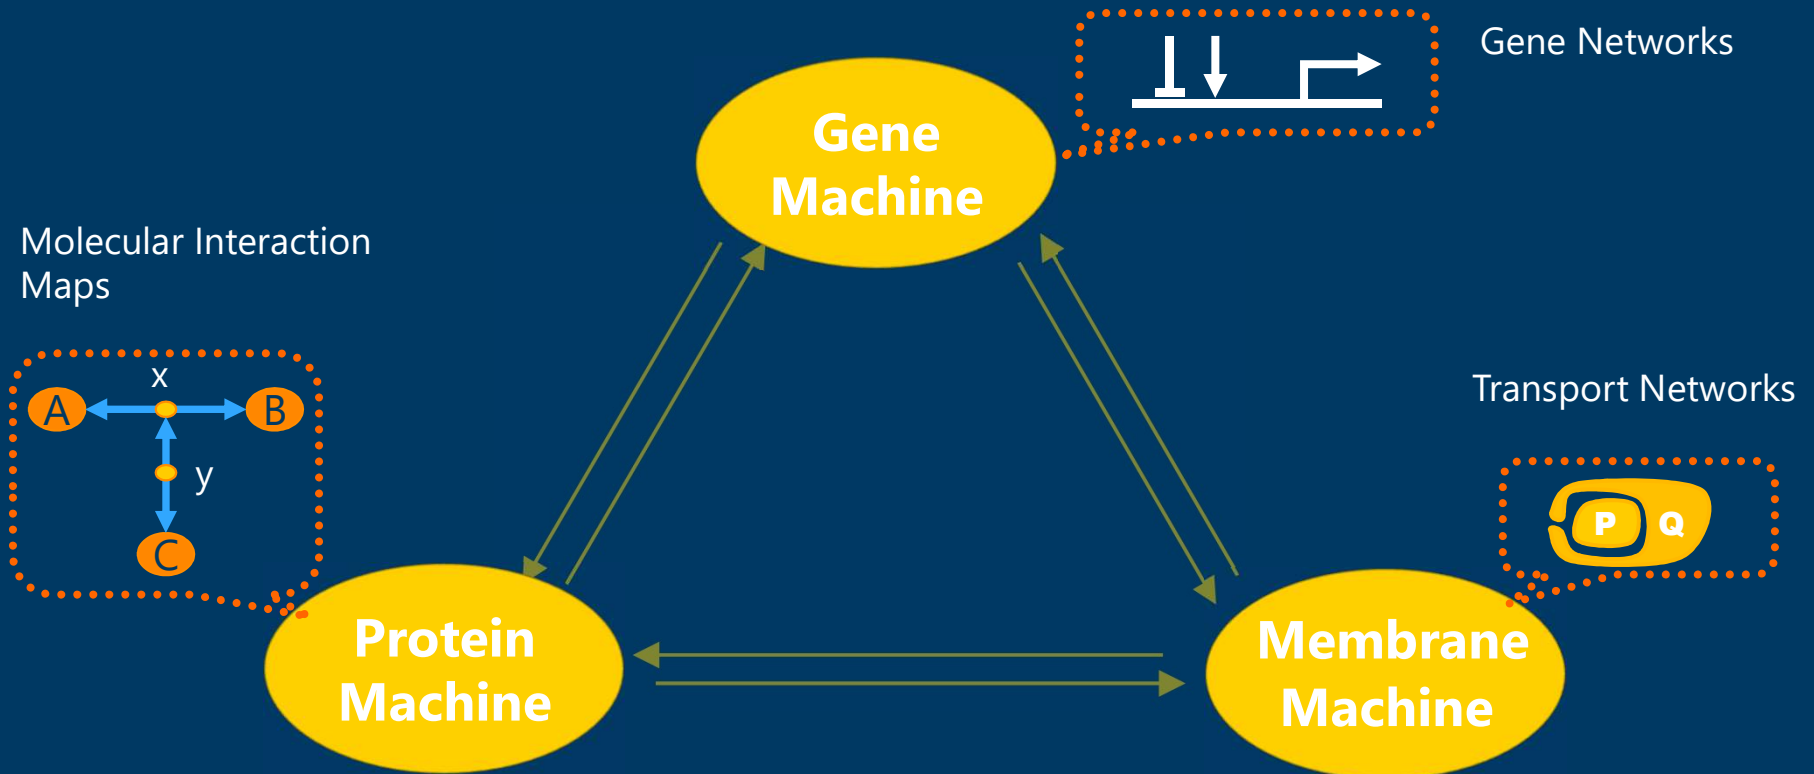 Gene Networks
Gene
Machine
Molecular Interaction
Maps
x
A
B
y
C
Transport Networks
P Q
Protein
Machine
Membrane
Machine